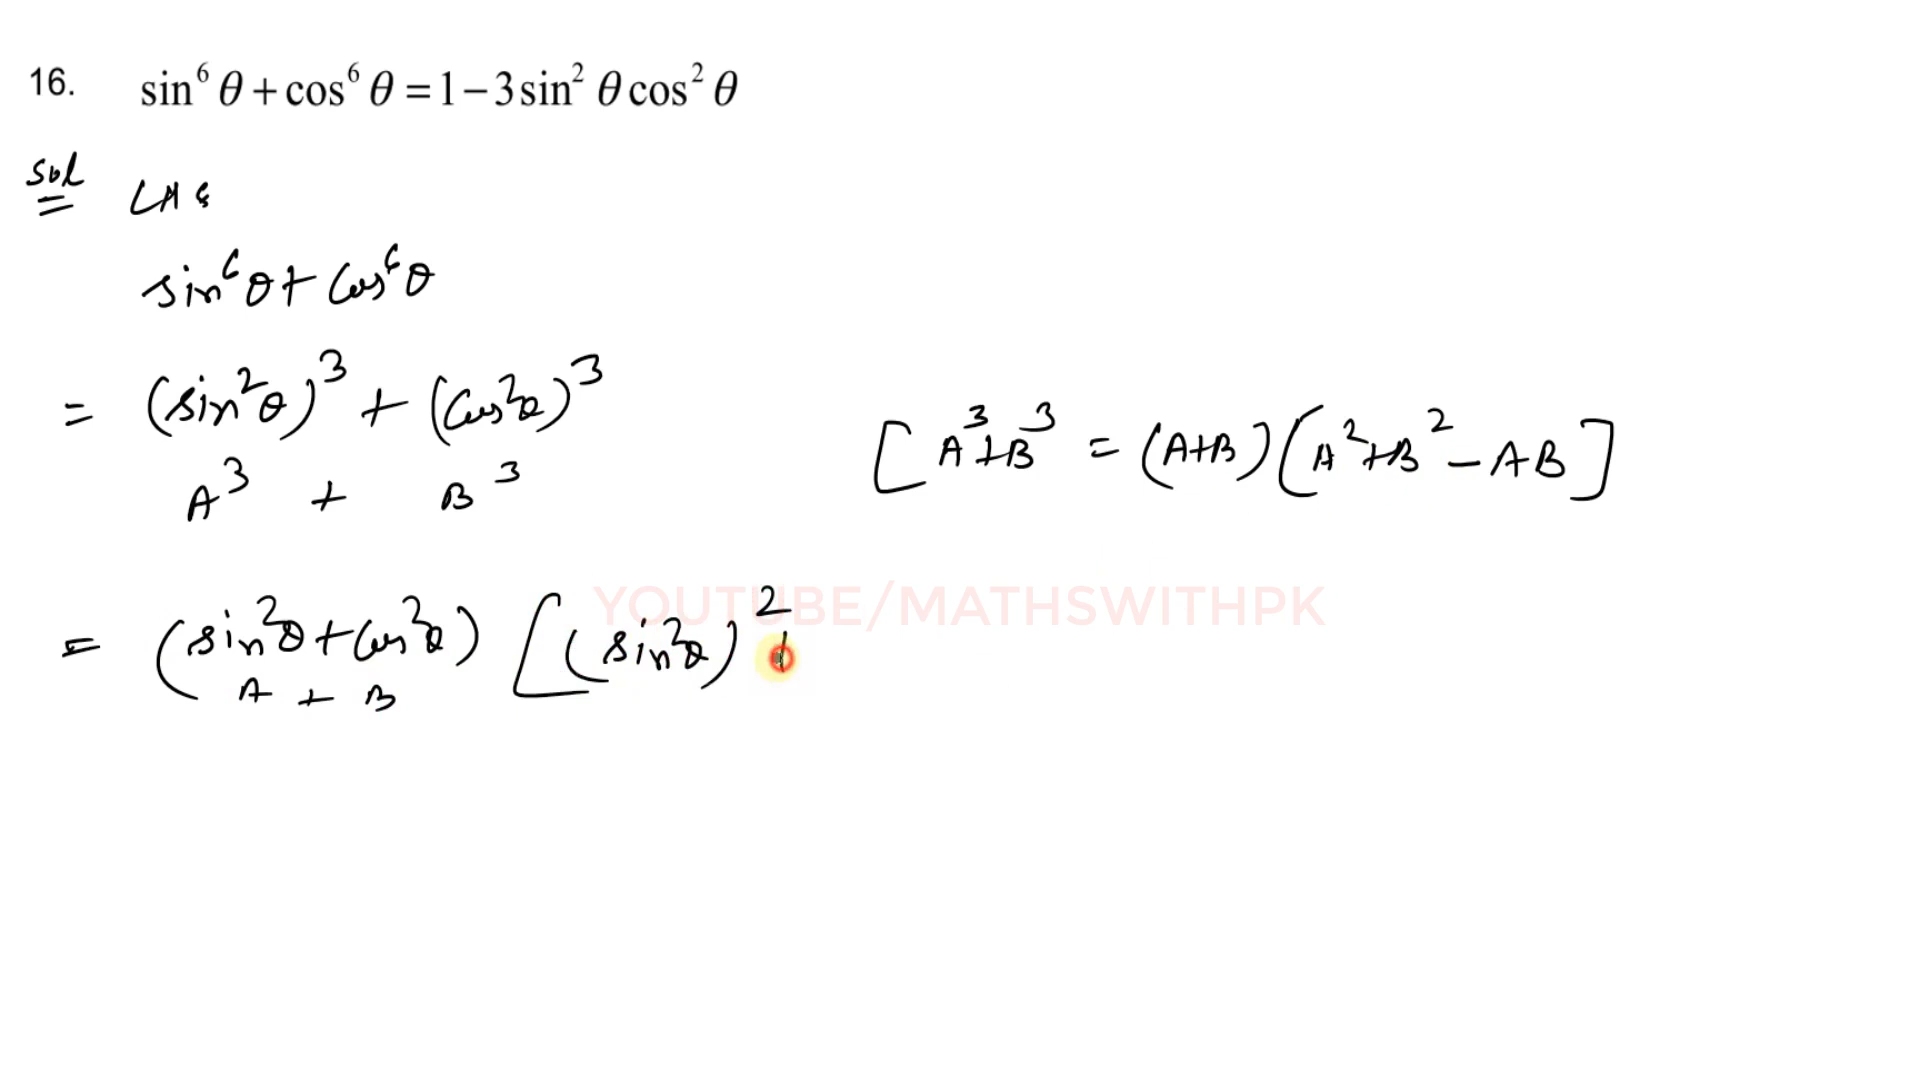 16. sin⁶ θ + cos⁶ θ = 1 − 3 sin² θ cos² θ
Sol LHS
sin⁶θ + cos⁶θ
= (sin²θ)³ + (cos²θ)³
A³ + B³
[A³+B³ = (A+B)(A²+B²−AB]
YOUTUBE/MATHSWITHPK
= (sin²θ + cos²θ) [(sin²θ)² +
A + B